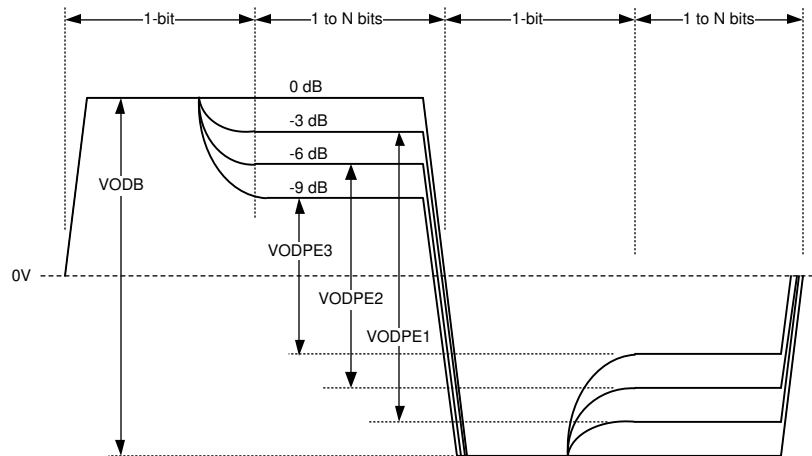 1-bit
1 to N bits
1-bit
1 to N bits
0 dB
-3 dB
-6 dB
VODB
-9 dB
VODPE3
0V
VODPE2
VODPE1